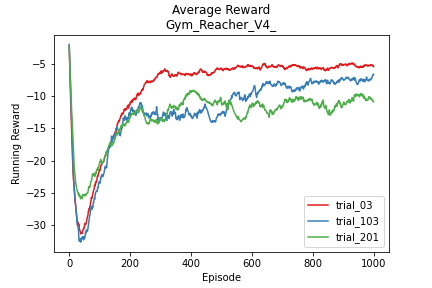 Average Reward
Gym_Reacher_V4_
Running Reward
−5
−10
−15
−20
−25
−30
0
200
400
600
800
1000
Episode
trial_03
trial_103
trial_201